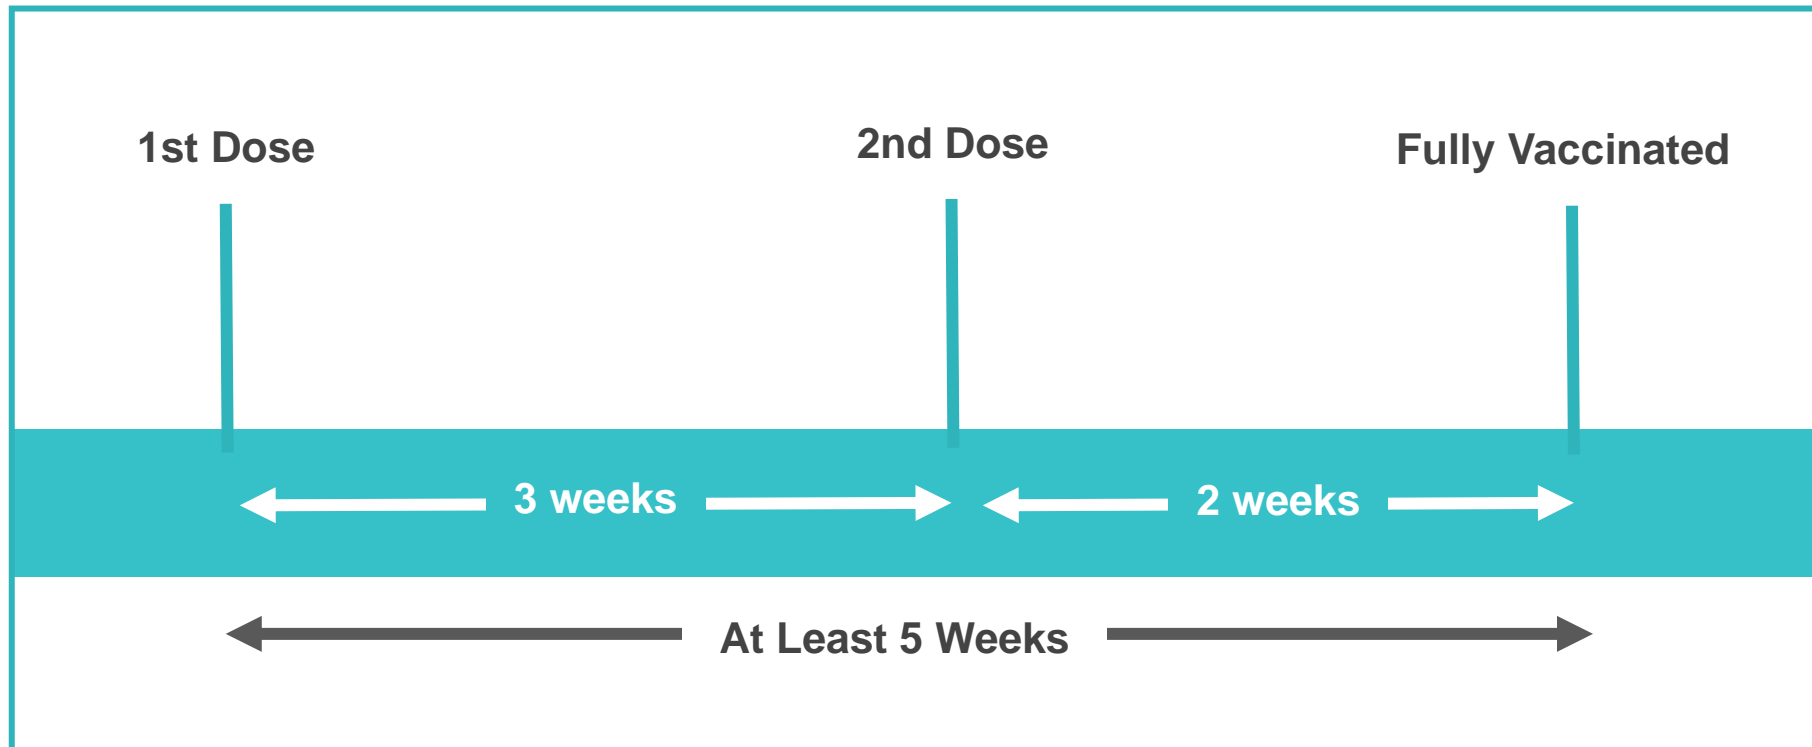 1st Dose
2nd Dose
Fully Vaccinated
3 weeks
2 weeks
At Least 5 Weeks